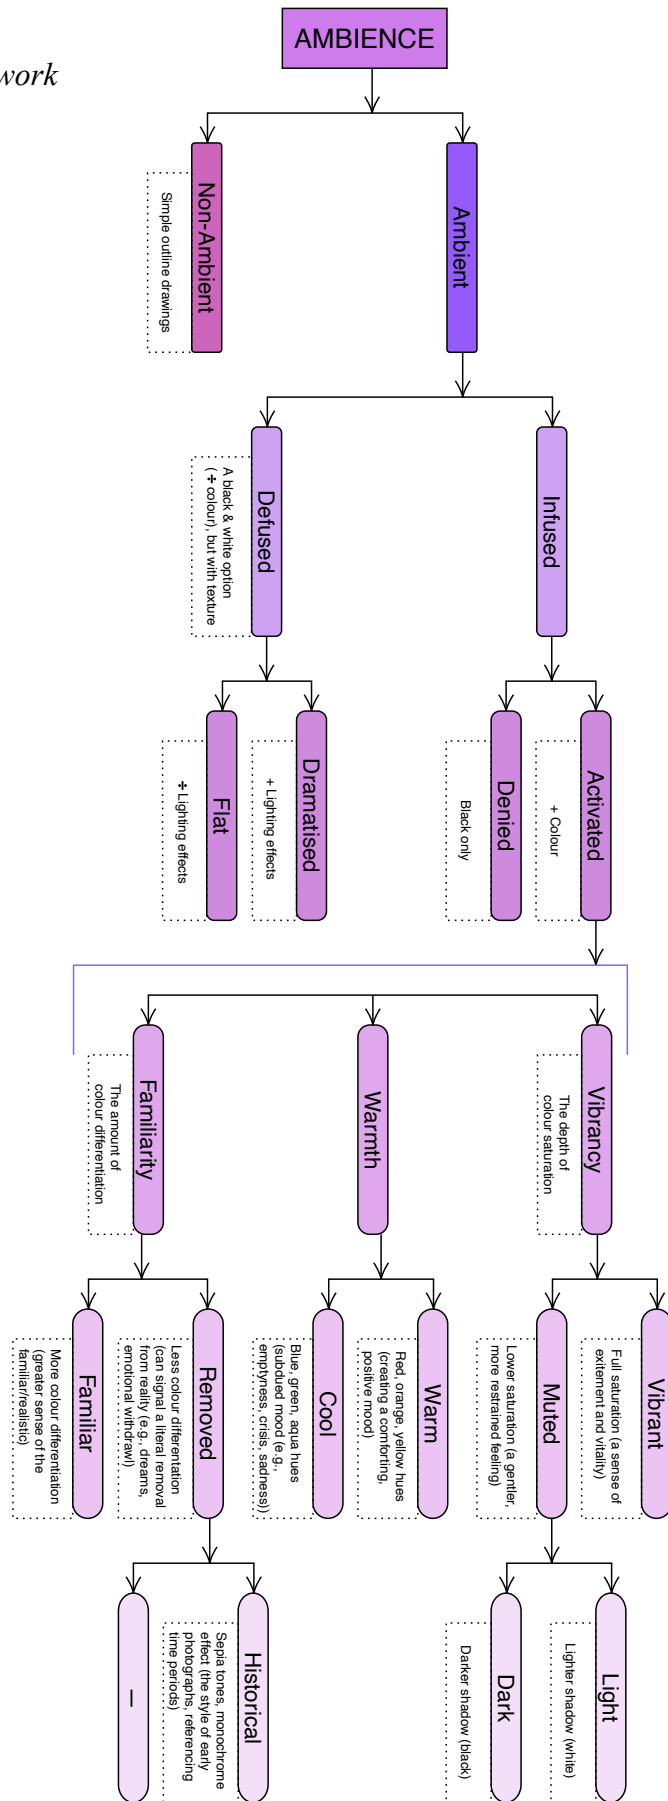 work
AMBIENCE
Non-Ambient
Simple outline drawings
Ambient
Defused
A black & white option
(÷ colour), but with texture
Infused
Flat
÷ Lighting effects
Dramatised
+ Lighting effects
Denied
Black only
Activated
+ Colour
Familiarity
The amount of
colour differentiation
Warmth
Vibrancy
The depth of
colour saturation
Familiar
More colour differentiation
(greater sense of the
familiar/realistic)
Removed
Less colour differentation
(can signal a literal removal
from reality (e.g., dreams,
emotional withdrawl))
Cool
Blue, green, aqua hues
(subdued mood (e.g.,
emptyness, crisis, sadness))
Warm
Red, orange, yellow hues
(creating a comforting,
positive mood)
Muted
Lower saturation (a gentler,
more restrained feeling)
Vibrant
Full saturation (a sense of
exitement and vitality)
—
Historical
Sepia tones, monochrome
effect (the style of early
photographs, referencing
time periods)
Dark
Darker shadow (black)
Light
Lighter shadow (white)